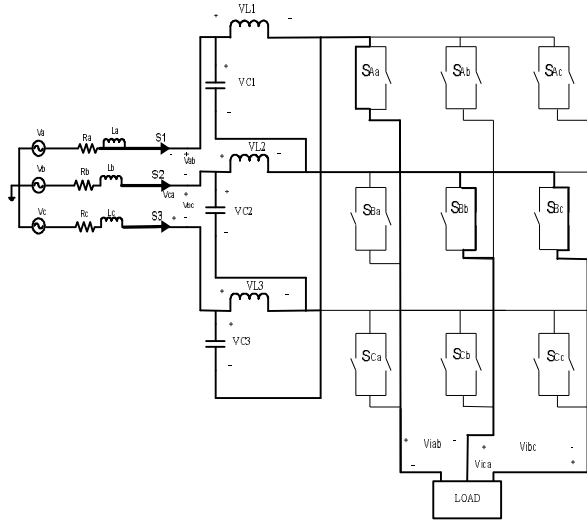 + VL1 -
+
VC1
-
SAa
SAb
SAc
Va
Ra
La
S1
- +
Vab
+ VL2 -
Vb
Rb
Lb
S2
-
Vca
-
Vbc
+
VC2
-
SBa
SBb
SBc
Vc
Rc
Lc
S3
+ -
+ VL3 -
+
VC3
-
SCa
SCb
SCc
+ Viab -
Vica
Vibc
- +
LOAD